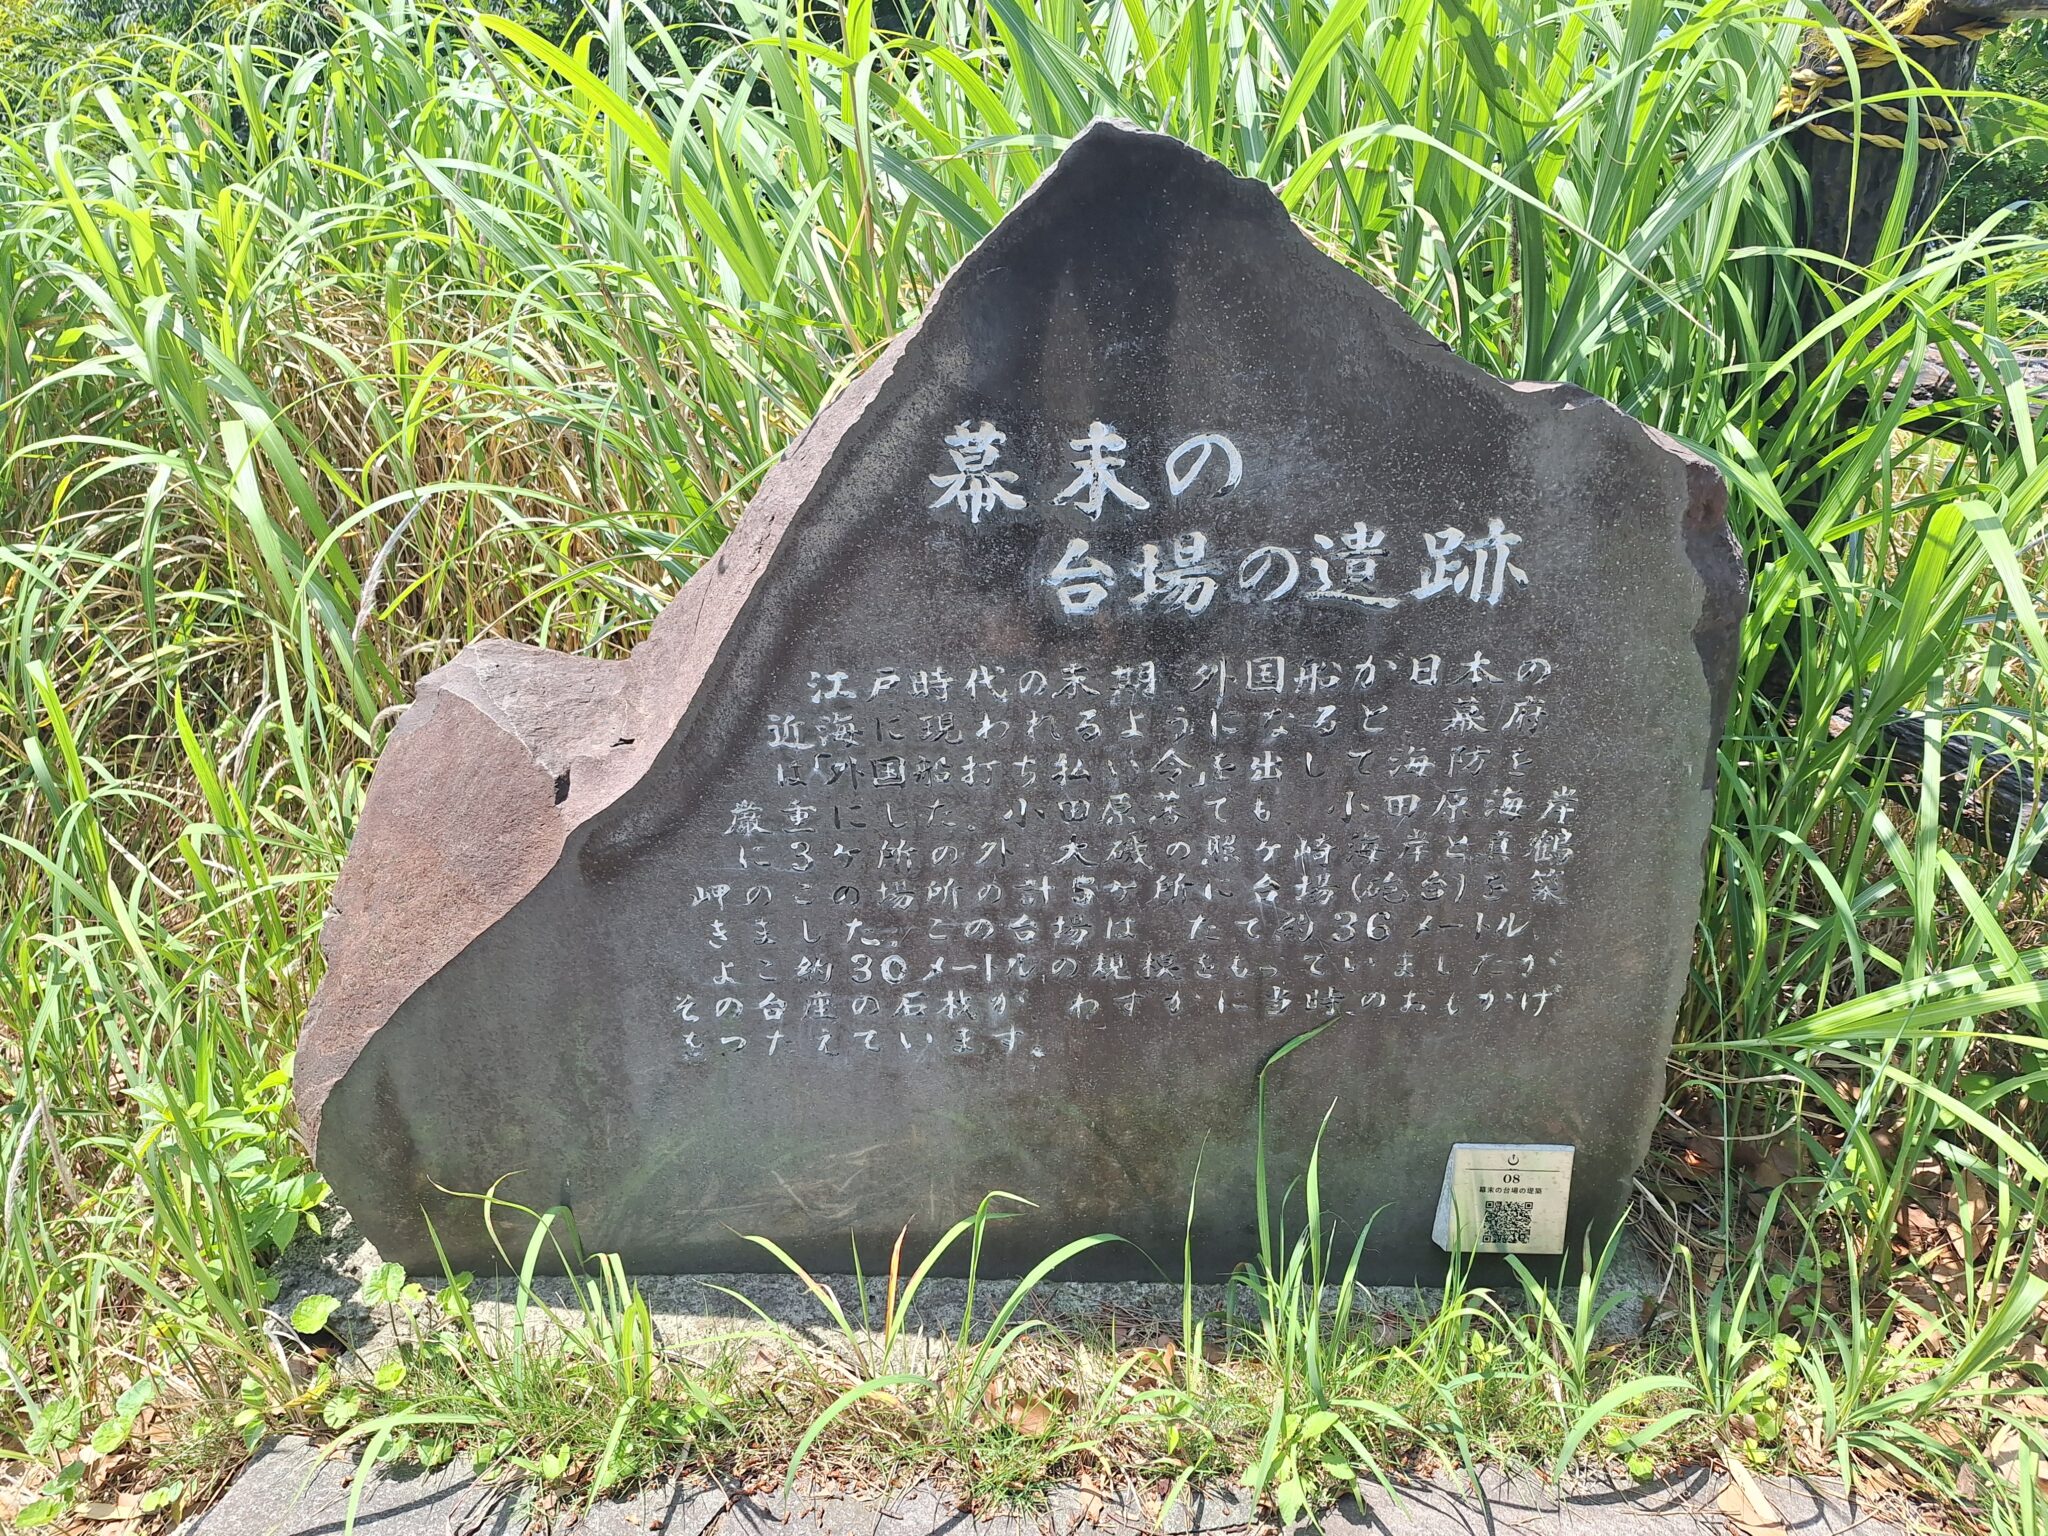 幕末の
台場の遺跡
江戸時代の末期、外国船が日本の
近海に現われるようになると、幕府
は「外国船打ち払い令」を出して海防を
厳重にした。小田原藩でも、小田原海岸
に3ヶ所の外、大磯の照ヶ崎海岸と真鶴
岬のこの場所の計5ヶ所に台場(砲台)を築
きました。この台場は、たて約36メートル、
よこ約30メートルの規模をもっていましたが
その台座の石材が、わずかに当時のおもかげ
をつたえています。
08
幕末の台場の堤築